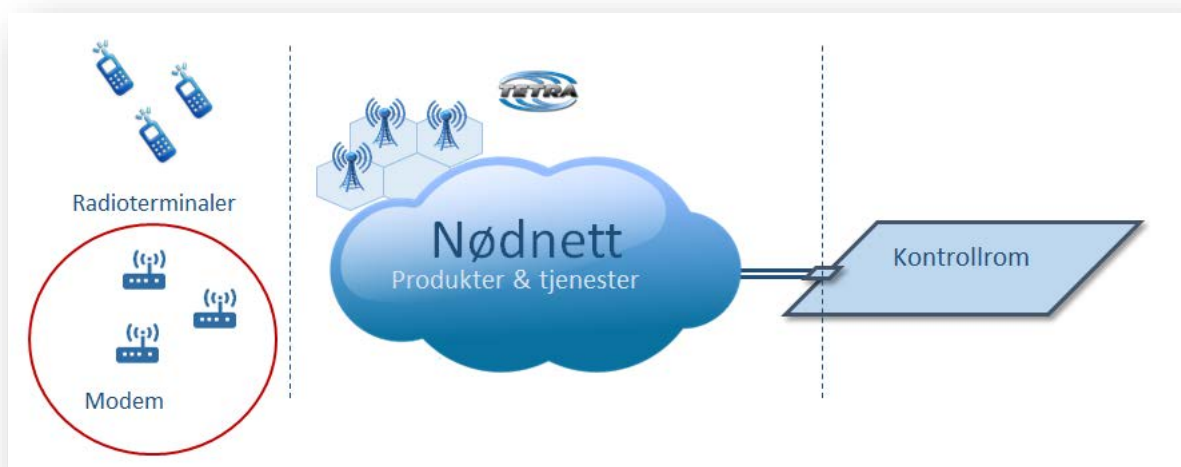 TETRA
Radioterminaler
Nødnett
Produkter & tjenester
Kontrollrom
Modem